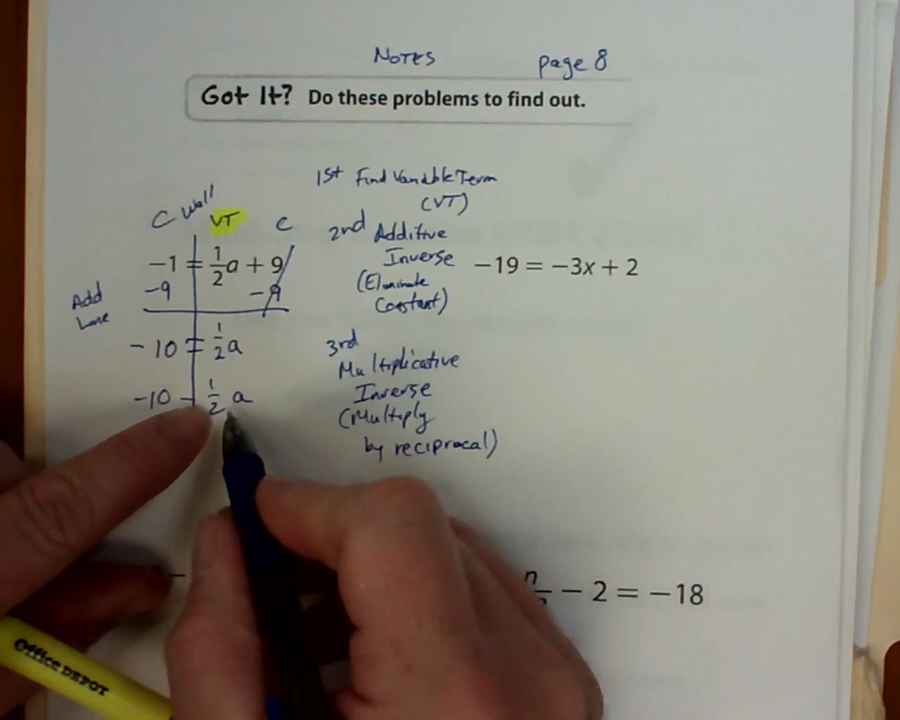 NOTES page 8
Got It? Do these problems to find out.
1st Find Variable Term
(VT)
C Wall
VT C
2nd Additive
Inverse
(Eliminate
Constant)
-1 = 1/2 a + 9
-9 -9
Add
Line
-10 = 1/2 a
-10 = 1/2 a
3rd
Multiplicative
Inverse
(Multiply
by reciprocal)
-19 = -3x + 2
n
− 2 = −18
Office DEPOT